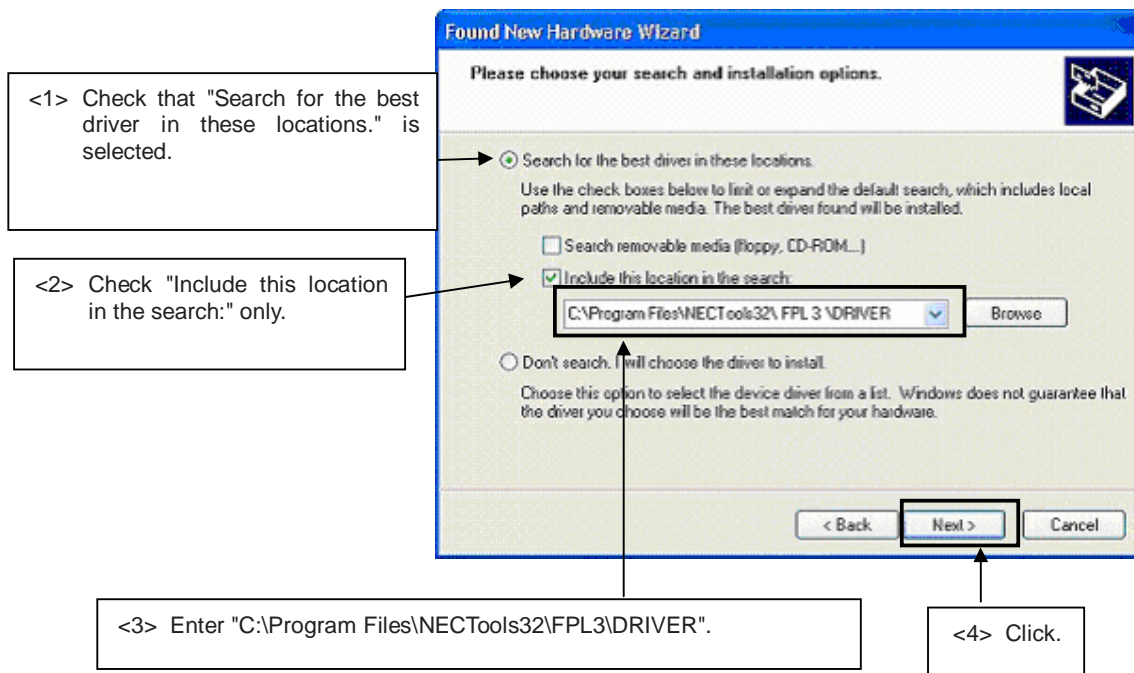 Found New Hardware Wizard
Please choose your search and installation options.
<1> Check that "Search for the best
driver in these locations." is
selected.
Search for the best driver in these locations.
Use the check boxes below to limit or expand the default search, which includes local
paths and removable media. The best driver found will be installed.
Search removable media (floppy, CD-ROM...)
<2> Check "Include this location
in the search:" only.
Include this location in the search:
C:\Program Files\NECTools32\ FPL 3 \DRIVER
Browse
Don't search. I will choose the driver to install.
Choose this option to select the device driver from a list. Windows does not guarantee that
the driver you choose will be the best match for your hardware.
< Back
Next >
Cancel
<3> Enter "C:\Program Files\NECTools32\FPL3\DRIVER".
<4> Click.